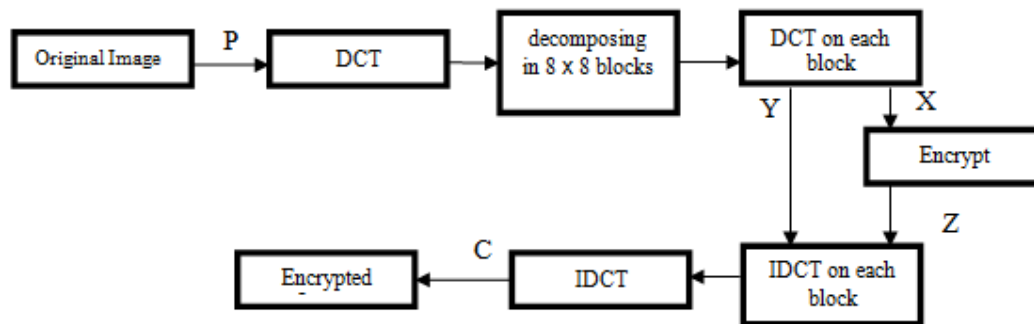 Original Image
P
DCT
decomposing
in 8 x 8 blocks
DCT on each
block
Y
X
Encrypt
Z
IDCT on each
block
IDCT
C
Encrypted